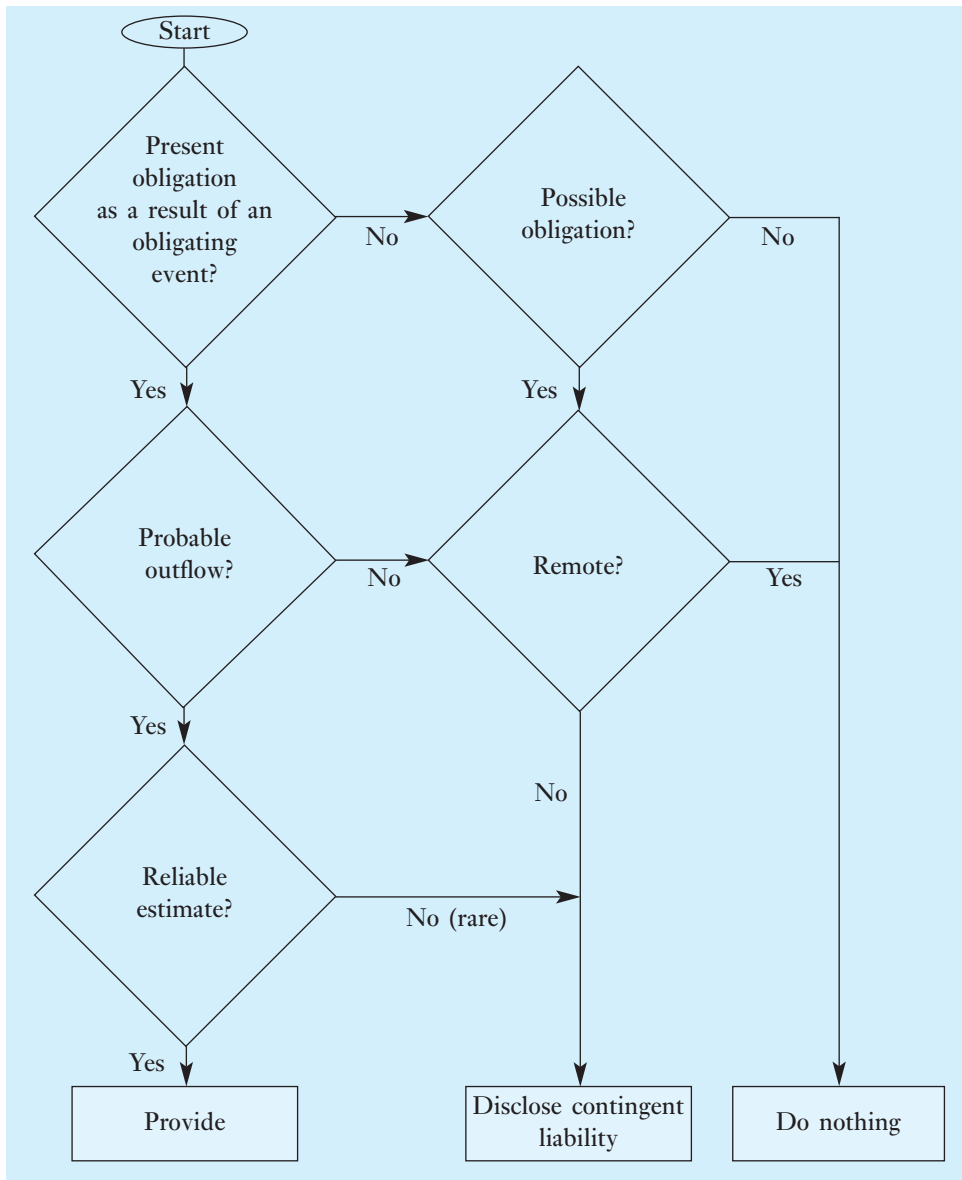 Start
Present
obligation
as a result of an
obligating
event?
No
Possible
obligation?
No
Yes
Yes
Probable
outflow?
No
Remote?
Yes
Yes
No
Reliable
estimate?
No (rare)
Yes
Provide
Disclose contingent
liability
Do nothing